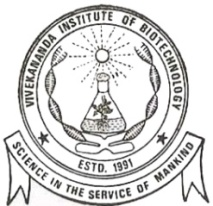 VIVEKANANDA INSTITUTE OF BIOTECHNOLOGY
ESTD. 1991
SCIENCE IN THE SERVICE OF MANKIND